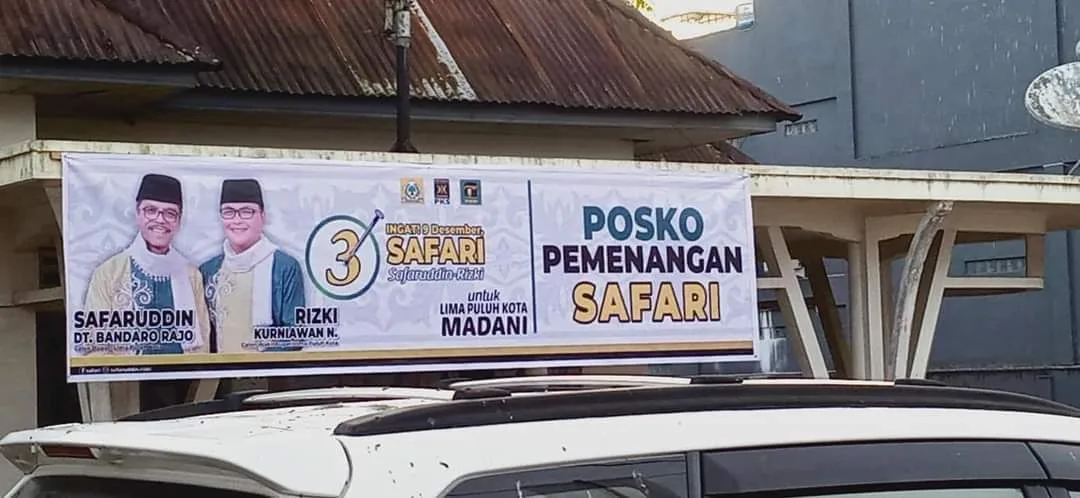 SAFARUDDIN
DT. BANDARO RAJO
RIZKI
KURNIAWAN N.
3
PKS
INGAT! 9 Desember,
SAFARI
Safaruddin-Rizki
untuk
LIMA PULUH KOTA
MADANI
POSKO
PEMENANGAN
SAFARI